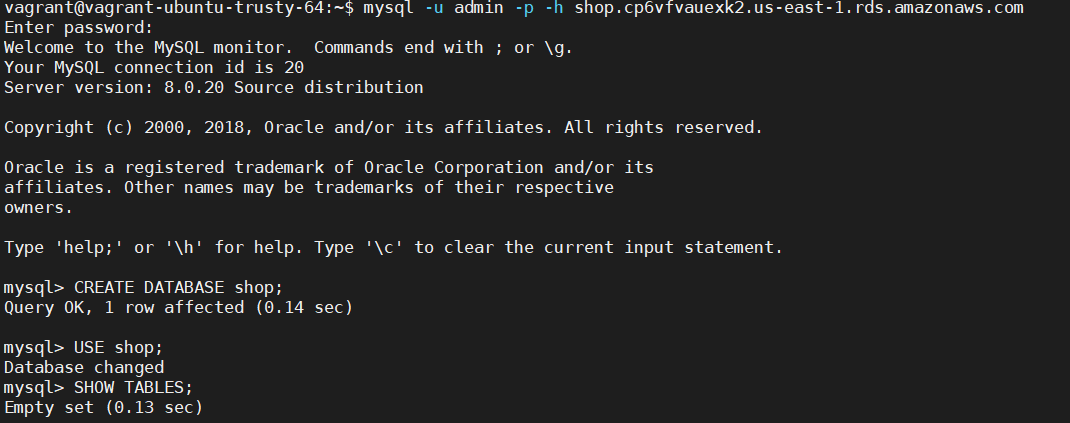 vagrant@vagrant-ubuntu-trusty-64:~$ mysql -u admin -p -h shop.cp6vfvauexk2.us-east-1.rds.amazonaws.com
Enter password:
Welcome to the MySQL monitor.  Commands end with ; or \g.
Your MySQL connection id is 20
Server version: 8.0.20 Source distribution
Copyright (c) 2000, 2018, Oracle and/or its affiliates. All rights reserved.
Oracle is a registered trademark of Oracle Corporation and/or its
affiliates. Other names may be trademarks of their respective
owners.
Type 'help;' or '\h' for help. Type '\c' to clear the current input statement.
mysql> CREATE DATABASE shop;
Query OK, 1 row affected (0.14 sec)
mysql> USE shop;
Database changed
mysql> SHOW TABLES;
Empty set (0.13 sec)